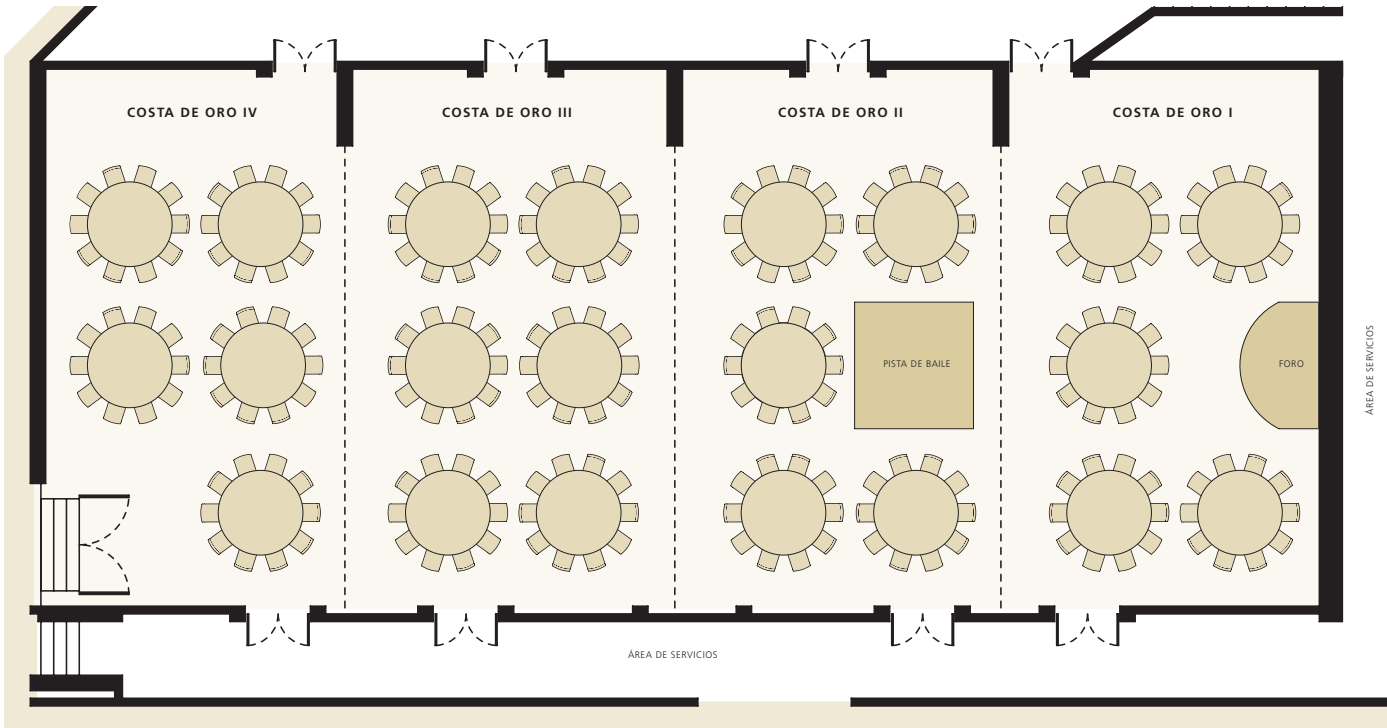 COSTA DE ORO IV
COSTA DE ORO III
COSTA DE ORO II
COSTA DE ORO I
PISTA DE BAILE
FORO
ÁREA DE SERVICIOS
ÁREA DE SERVICIOS